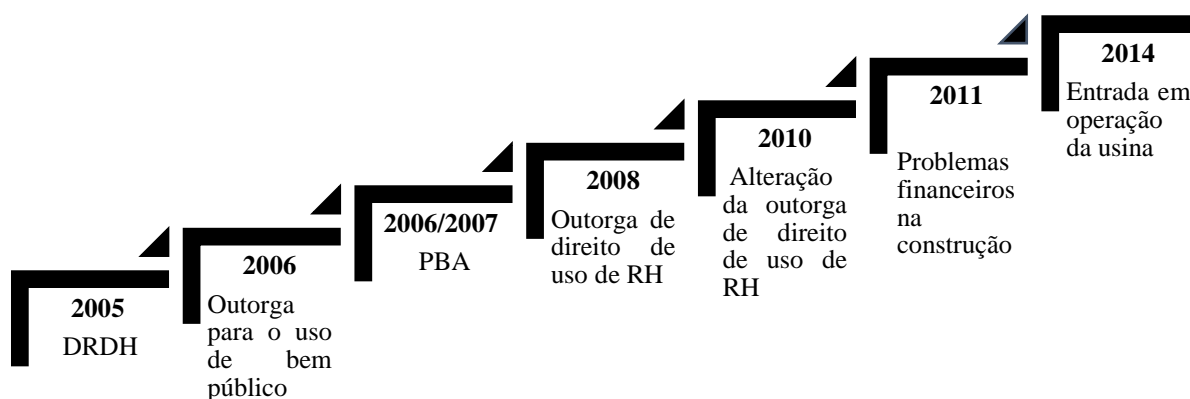 2005
DRDH
2006
Outorga
para o uso
de bem
público
2006/2007
PBA
2008
Outorga de
direito de
uso de RH
2010
Alteração
da outorga
de direito
de uso de
RH
2011
Problemas
financeiros
na
construção
2014
Entrada em
operação
da usina